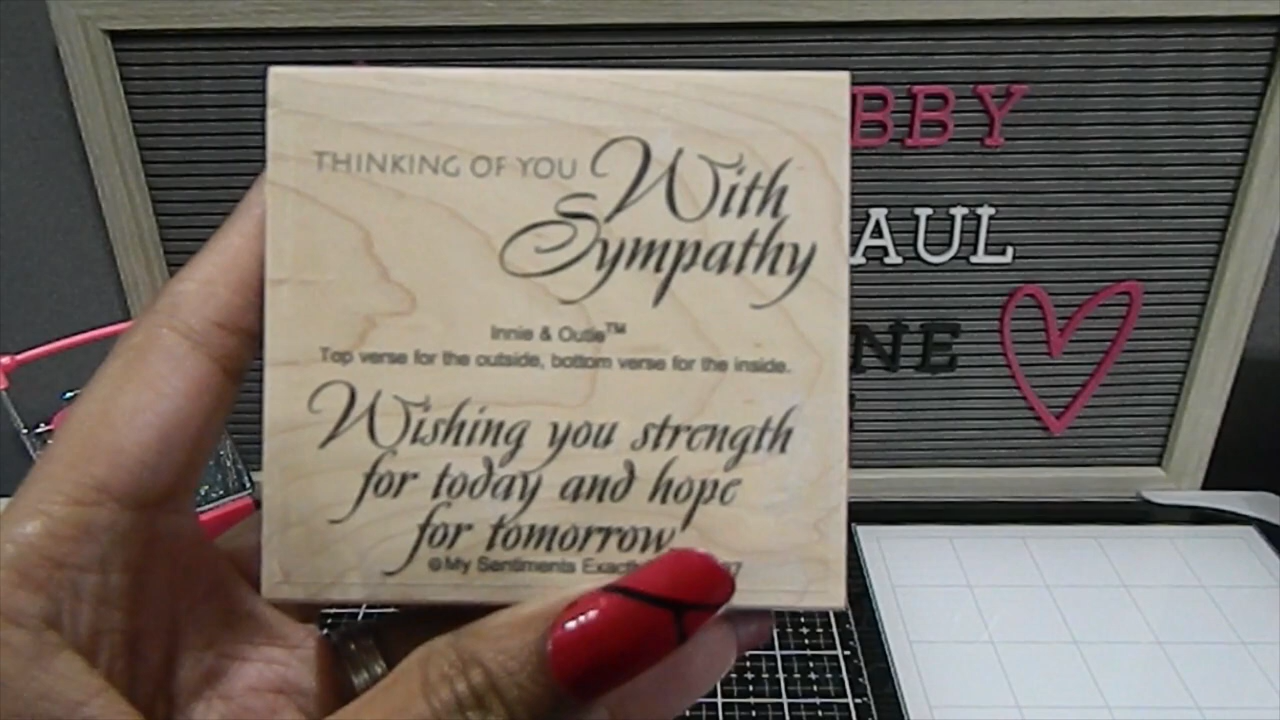 THINKING OF YOU With
Sympathy
Innie & Outie™
Top verse for the outside, bottom verse for the inside.
Wishing you strength
for today and hope
for tomorrow
©My Sentiments Exactly
BBY
AUL
NE